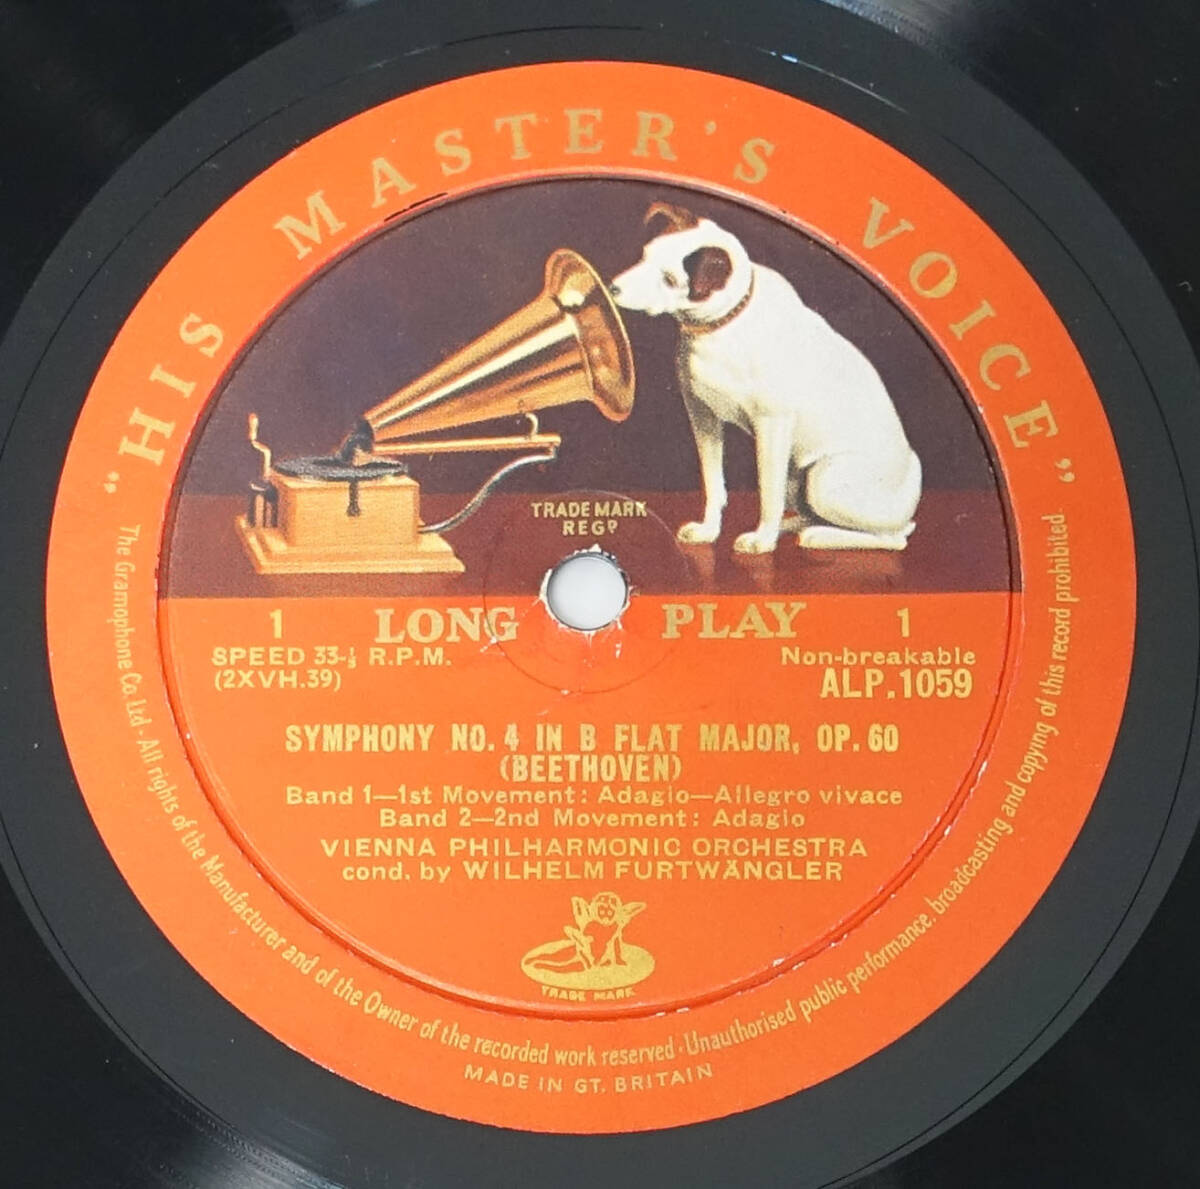 "HIS MASTER'S VOICE"
TRADE MARK
REGD
1 LONG PLAY 1
SPEED 33-⅓ R.P.M.
(2XVH.39)
Non-breakable
ALP.1059
SYMPHONY NO. 4 IN B FLAT MAJOR, OP. 60
(BEETHOVEN)
Band 1—1st Movement: Adagio—Allegro vivace
Band 2—2nd Movement: Adagio
VIENNA PHILHARMONIC ORCHESTRA
cond. by WILHELM FURTWÄNGLER
TRADE MARK
The Gramophone Co. Ltd · All rights of the Manufacturer and of the Owner of the recorded work reserved · Unauthorised public performance, broadcasting and copying of this record prohibited.
MADE IN GT. BRITAIN